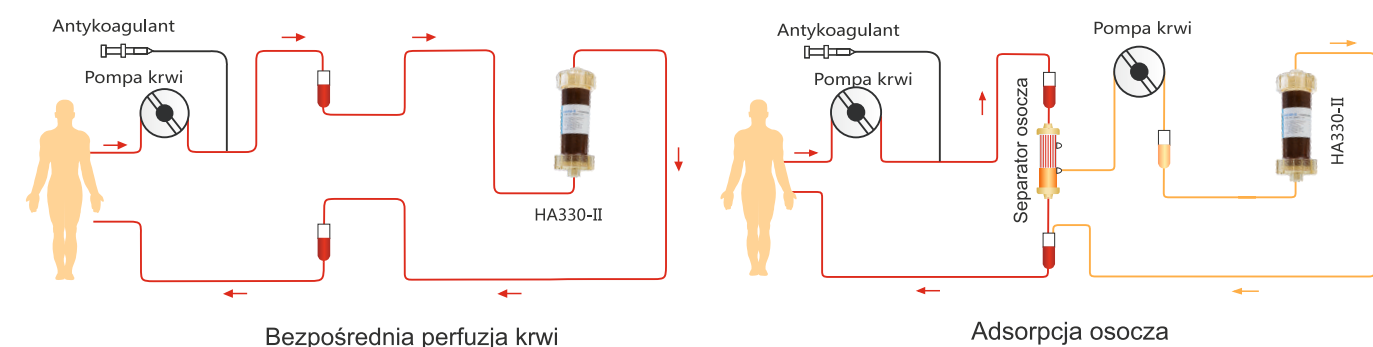 Antykoagulant
Pompa krwi
HA330-II
Bezpośrednia perfuzja krwi
Antykoagulant
Pompa krwi
Separator osocza
Pompa krwi
HA330-II
Adsorpcja osocza